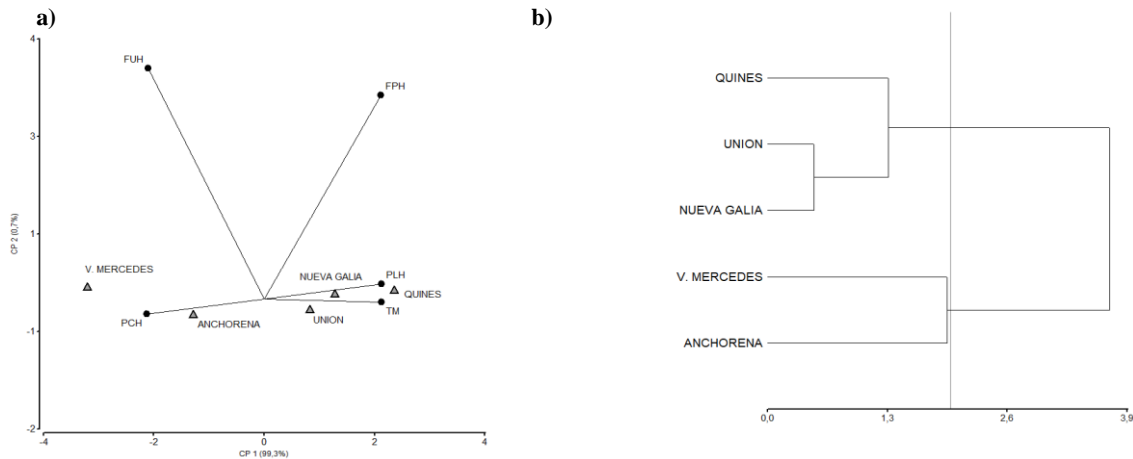 a)
4
FUH
FPH
3
1
CP 2 (0,7%)
V. MERCEDES
NUEVA GALIA
PLH
QUINES
PCH
ANCHORENA
UNION
TM
-1
-2
-4
-2
0
2
4
CP 1 (99,3%)
b)
QUINES
UNION
NUEVA GALIA
V. MERCEDES
ANCHORENA
0,0
1,3
2,6
3,9